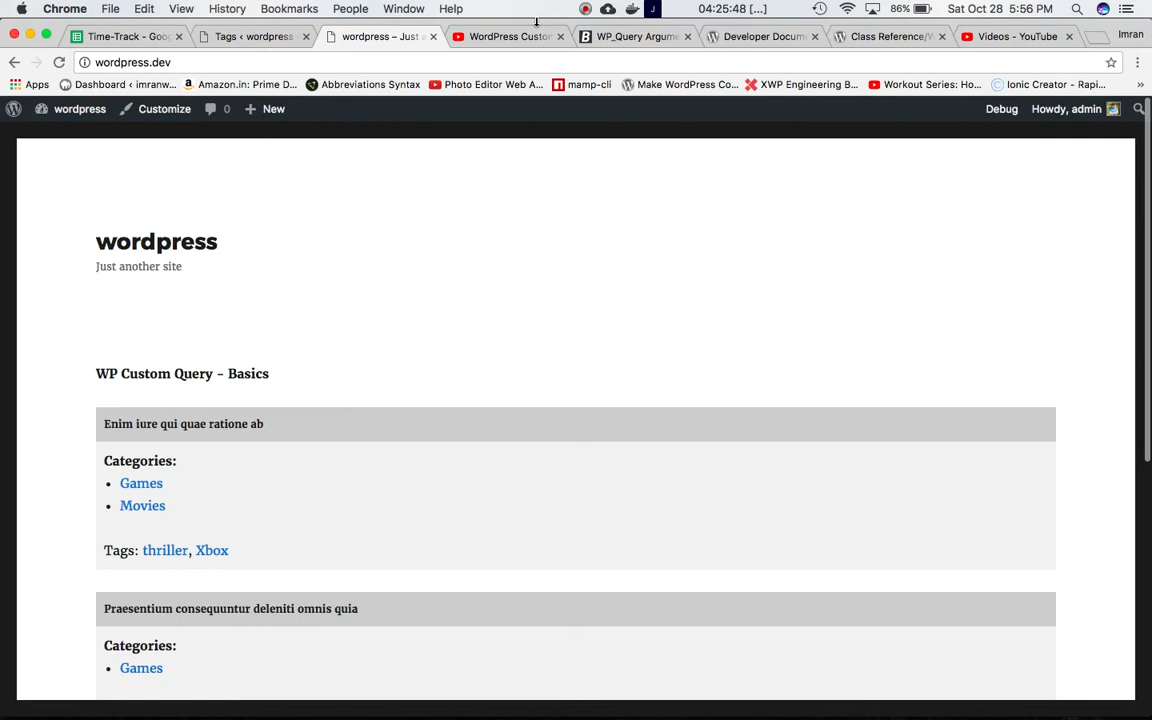 Chrome File Edit View History Bookmarks People Window Help J 04:25:48 [...] 86% Sat Oct 28 5:56 PM
Time-Track - Goo Tags ‹ wordpress wordpress – Just a WordPress Custon B WP_Query Argume Developer Docum Class Reference/W Videos - YouTube Imran
wordpress.dev
Apps Dashboard ‹ imranw... Amazon.in: Prime D... Abbreviations Syntax Photo Editor Web A... mamp-cli Make WordPress Co... XWP Engineering B... Workout Series: Ho... Ionic Creator - Rapi... »
wordpress Customize 0 + New Debug Howdy, admin
wordpress
Just another site
WP Custom Query – Basics
Enim iure qui quae ratione ab
Categories:
• Games
• Movies
Tags: thriller, Xbox
Praesentium consequuntur deleniti omnis quia
Categories:
• Games